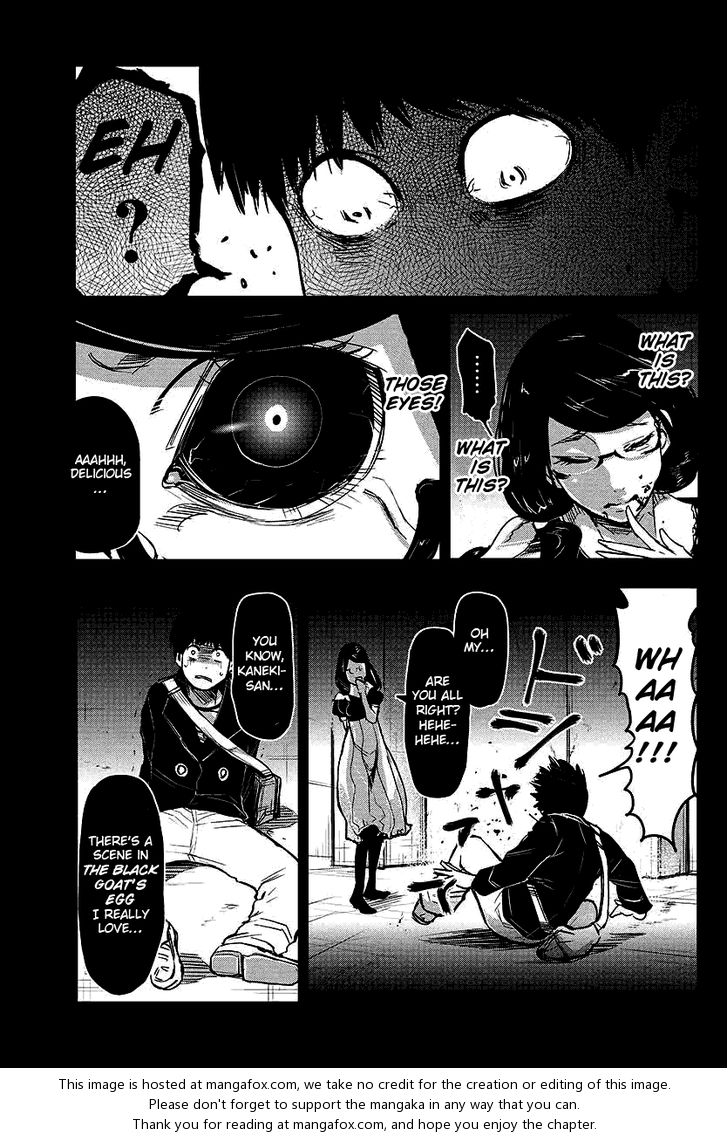 EH
?
WHAT
IS
THIS?
......
WHAT
IS
THIS?
THOSE
EYES!
AAAHHH,
DELICIOUS
...
WH
AA
AA
!!!
ドッ
OH
MY...
ARE
YOU ALL
RIGHT?
HEHE-
HEHE...
YOU
KNOW,
KANEKI-
SAN...
THERE'S A
SCENE IN
THE BLACK
GOAT'S
EGG
I REALLY
LOVE...
This image is hosted at mangafox.com, we take no credit for the creation or editing of this image.
Please don't forget to support the mangaka in any way that you can.
Thank you for reading at mangafox.com, and hope you enjoy the chapter.